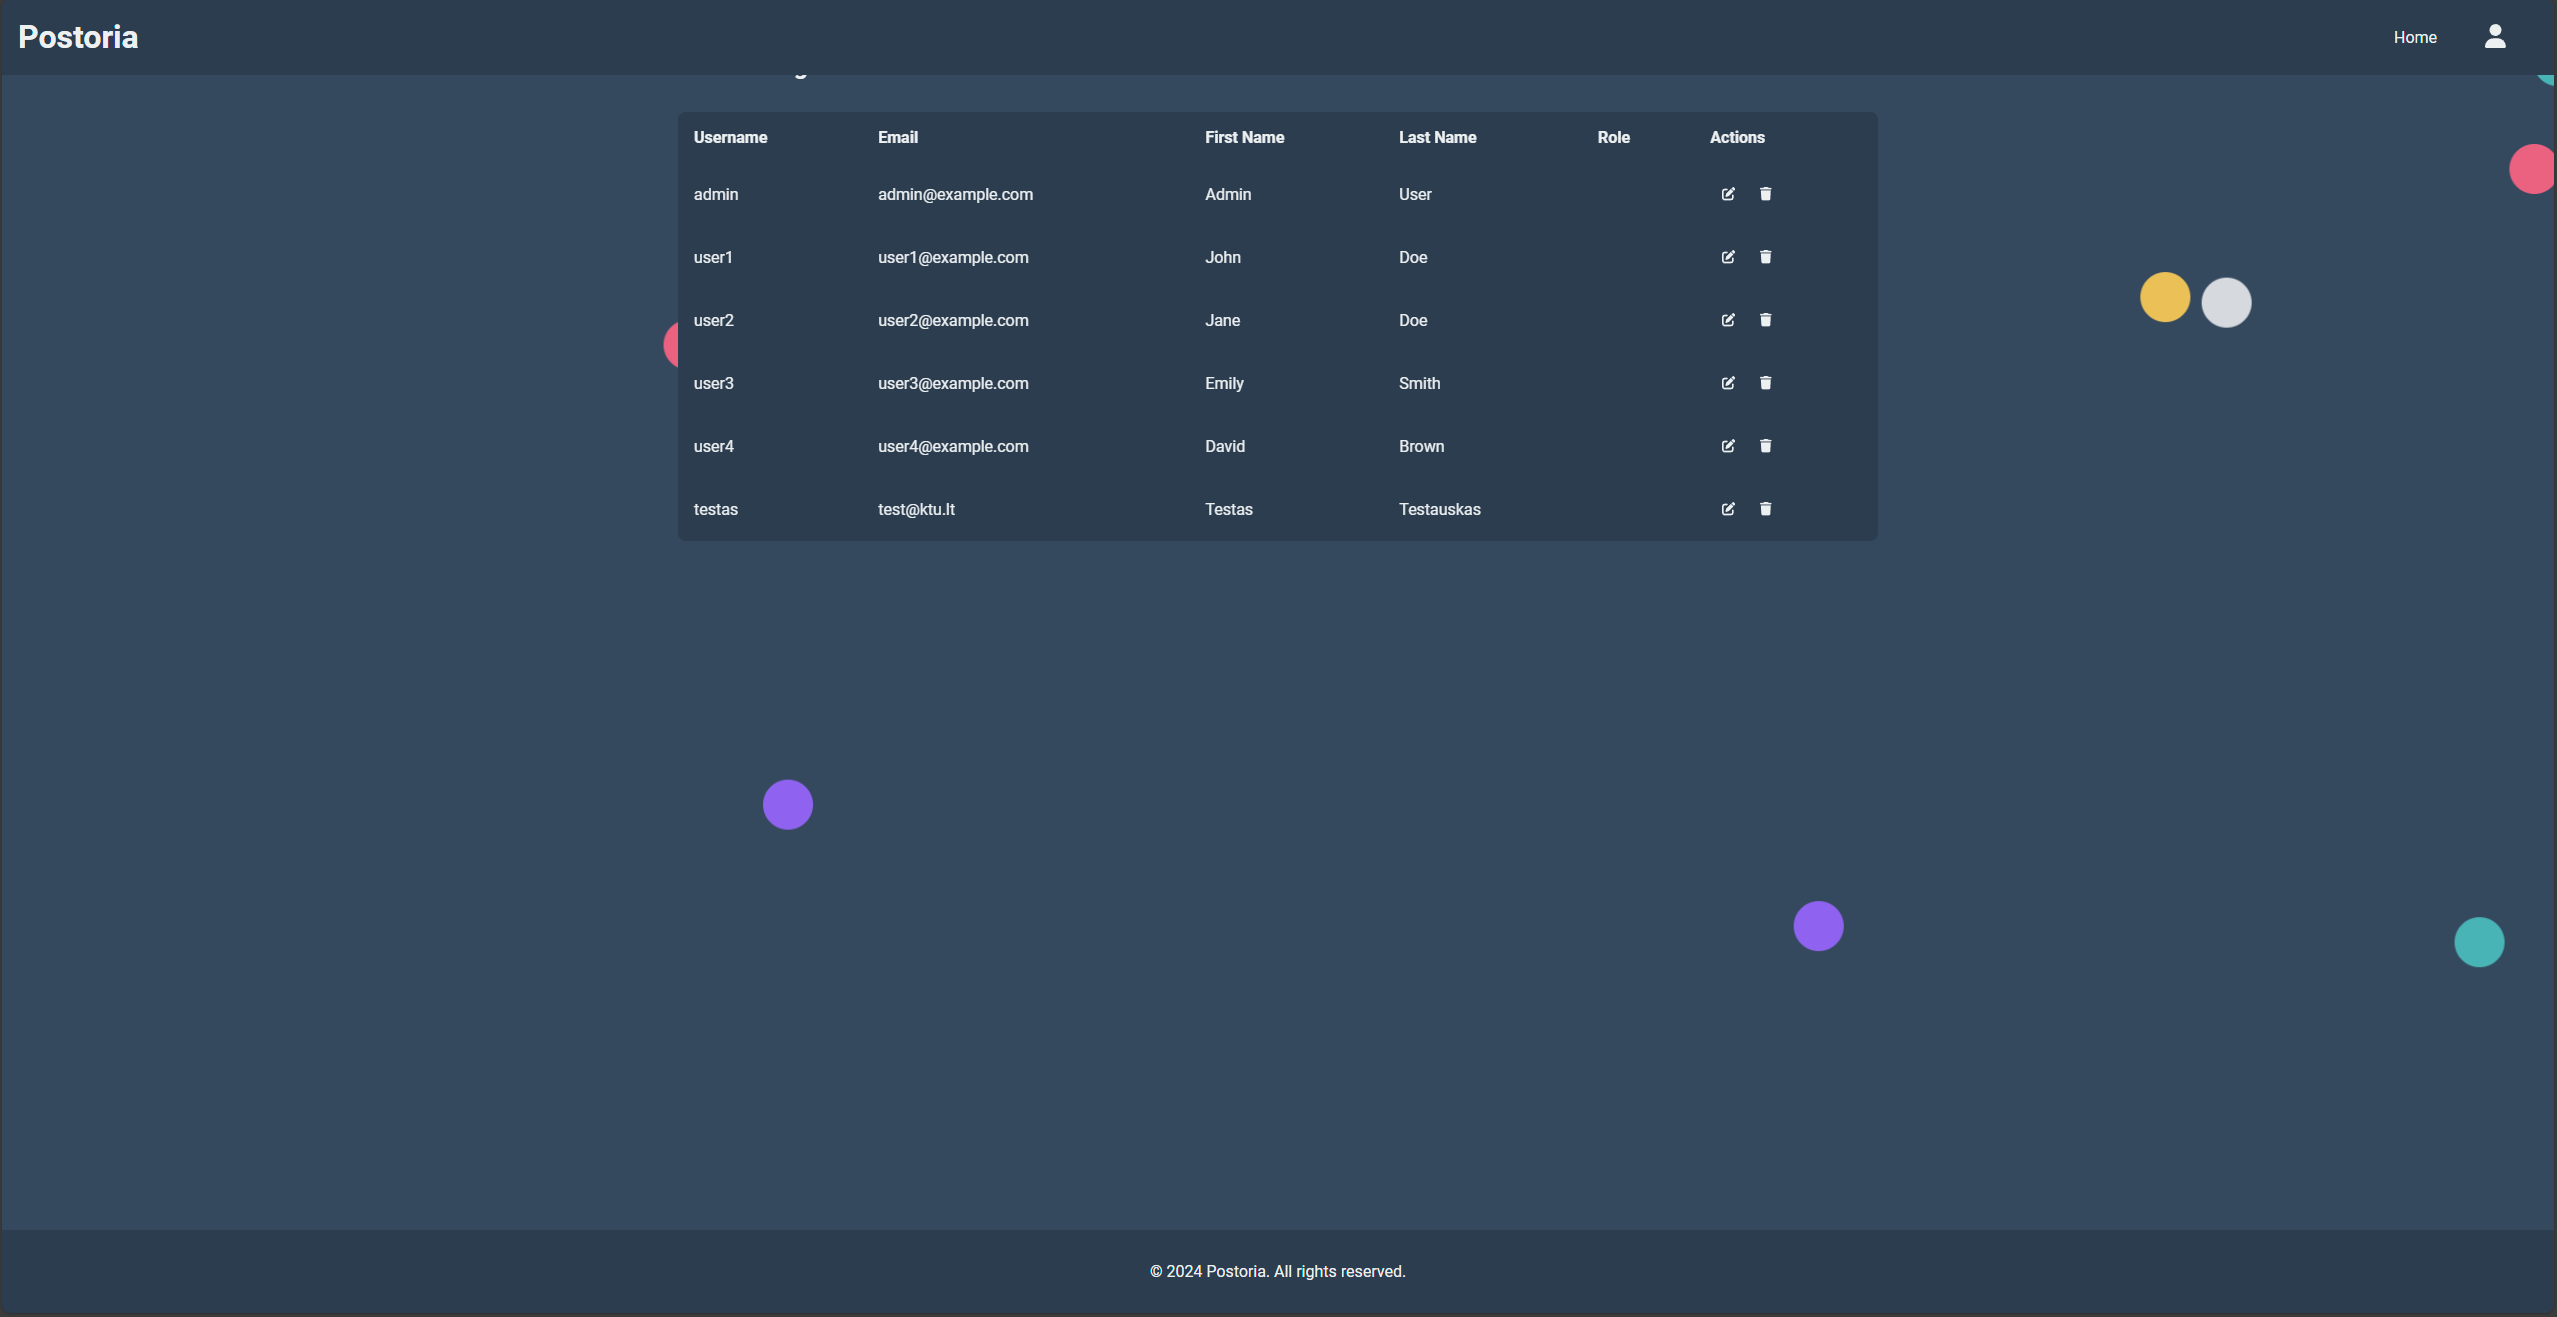 Postoria
Home
Username Email First Name Last Name Role Actions
admin admin@example.com Admin User
user1 user1@example.com John Doe
user2 user2@example.com Jane Doe
user3 user3@example.com Emily Smith
user4 user4@example.com David Brown
testas test@ktu.lt Testas Testauskas
© 2024 Postoria. All rights reserved.